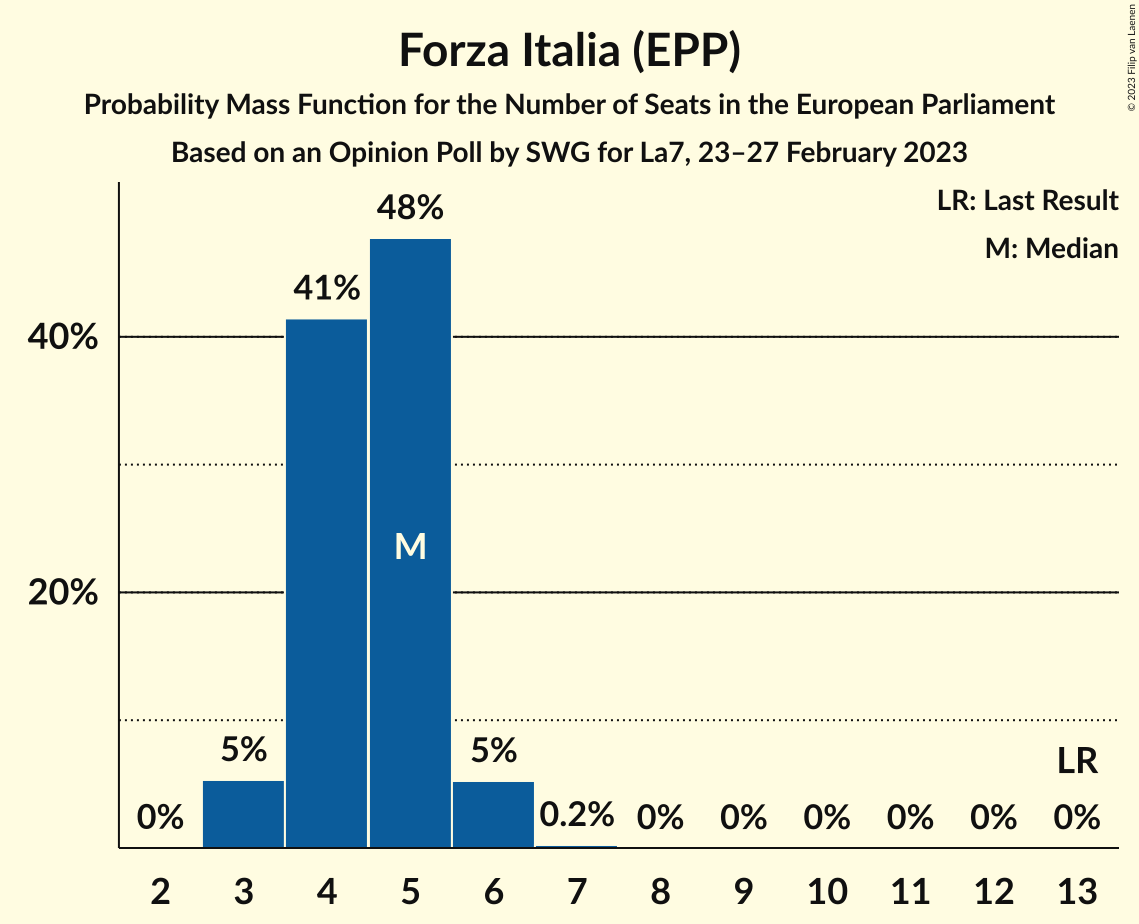 Forza Italia (EPP)
Probability Mass Function for the Number of Seats in the European Parliament
Based on an Opinion Poll by SWG for La7, 23–27 February 2023
© 2023 Filip van Laenen
LR: Last Result
M: Median
48%
41%
40%
M
20%
5%
5%
LR
0%
0.2%
0%
0%
0%
0%
0%
0%
2 3 4 5 6 7 8 9 10 11 12 13